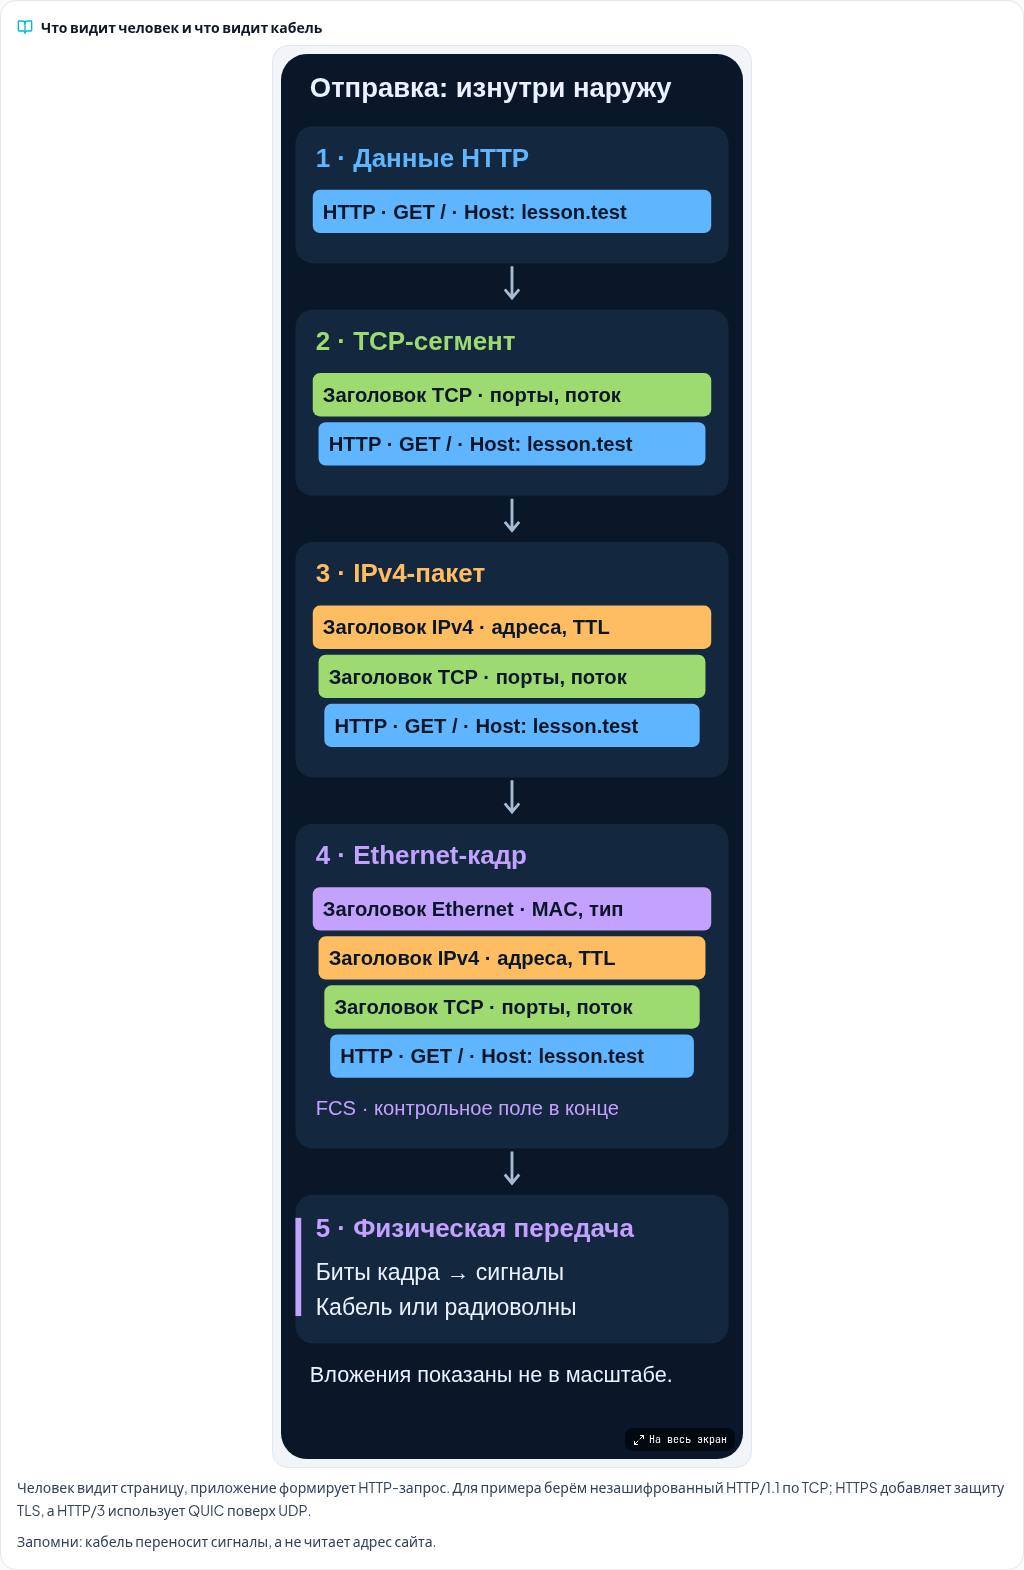 Что видит человек и что видит кабель
Отправка: изнутри наружу
1 · Данные HTTP
HTTP · GET / · Host: lesson.test
2 · TCP-сегмент
Заголовок TCP · порты, поток
HTTP · GET / · Host: lesson.test
3 · IPv4-пакет
Заголовок IPv4 · адреса, TTL
Заголовок TCP · порты, поток
HTTP · GET / · Host: lesson.test
4 · Ethernet-кадр
Заголовок Ethernet · MAC, тип
Заголовок IPv4 · адреса, TTL
Заголовок TCP · порты, поток
HTTP · GET / · Host: lesson.test
FCS · контрольное поле в конце
5 · Физическая передача
Биты кадра → сигналы
Кабель или радиоволны
Вложения показаны не в масштабе.
На весь экран
Человек видит страницу, приложение формирует HTTP-запрос. Для примера берём незашифрованный HTTP/1.1 по TCP; HTTPS добавляет защиту
TLS, а HTTP/3 использует QUIC поверх UDP.
Запомни: кабель переносит сигналы, а не читает адрес сайта.